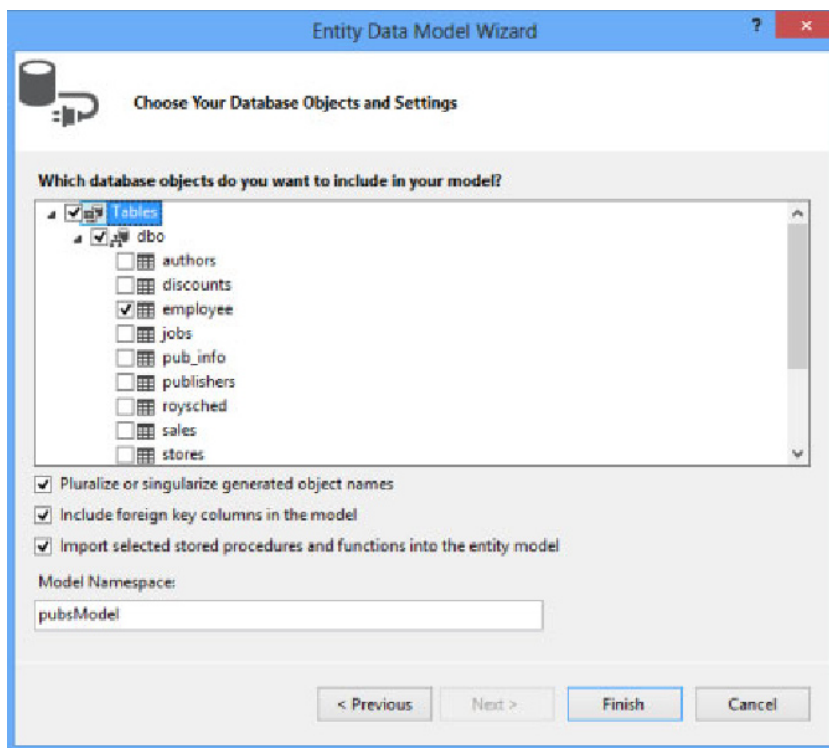 Entity Data Model Wizard
? ×
Choose Your Database Objects and Settings
Which database objects do you want to include in your model?
Tables
dbo
authors
discounts
employee
jobs
pub_info
publishers
roysched
sales
stores
Pluralize or singularize generated object names
Include foreign key columns in the model
Import selected stored procedures and functions into the entity model
Model Namespace:
pubsModel
< Previous Next > Finish Cancel